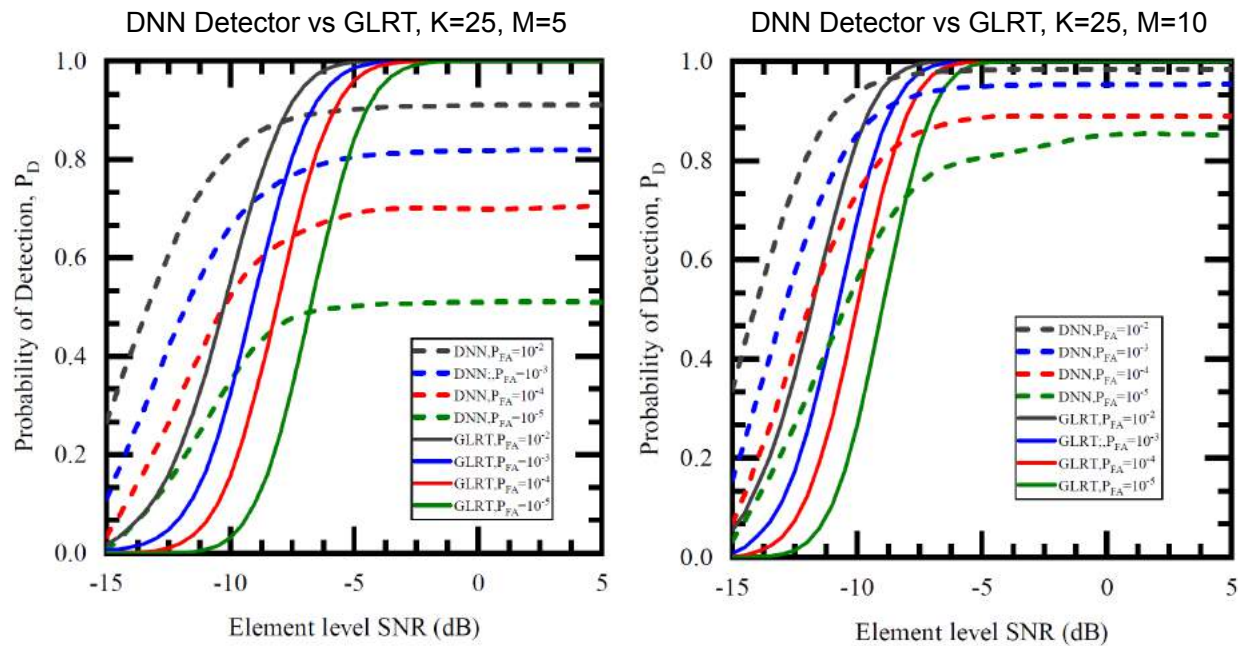 DNN Detector vs GLRT, K=25, M=5
1.0
0.8
0.6
0.4
0.2
0.0
Probability of Detection, P_D
DNN,P_FA=10^-2
DNN;,P_FA=10^-3
DNN,P_FA=10^-4
DNN,P_FA=10^-5
GLRT,P_FA=10^-2
GLRT,P_FA=10^-3
GLRT,P_FA=10^-4
GLRT,P_FA=10^-5
-15 -10 -5 0 5
Element level SNR (dB)
DNN Detector vs GLRT, K=25, M=10
1.0
0.8
0.6
0.4
0.2
0.0
Probability of Detection, P_D
DNN,P_FA=10^-2
DNN,P_FA=10^-3
DNN,P_FA=10^-4
DNN,P_FA=10^-5
GLRT,P_FA=10^-2
GLRT;,P_FA=10^-3
GLRT,P_FA=10^-4
GLRT,P_FA=10^-5
-15 -10 -5 0 5
Element level SNR (dB)